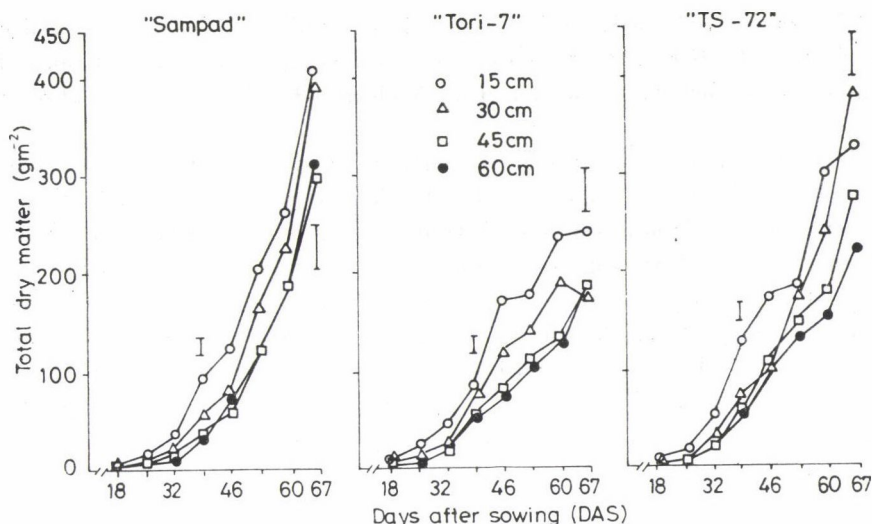 "Sampad" "Tori-7" "TS-72"
450
400
300
200
100
0
Total dry matter (gm-2)
15 cm
30 cm
45 cm
60 cm
18 32 46 60 67 18 32 46 60 67 18 32 46 60 67
Days after sowing (DAS)